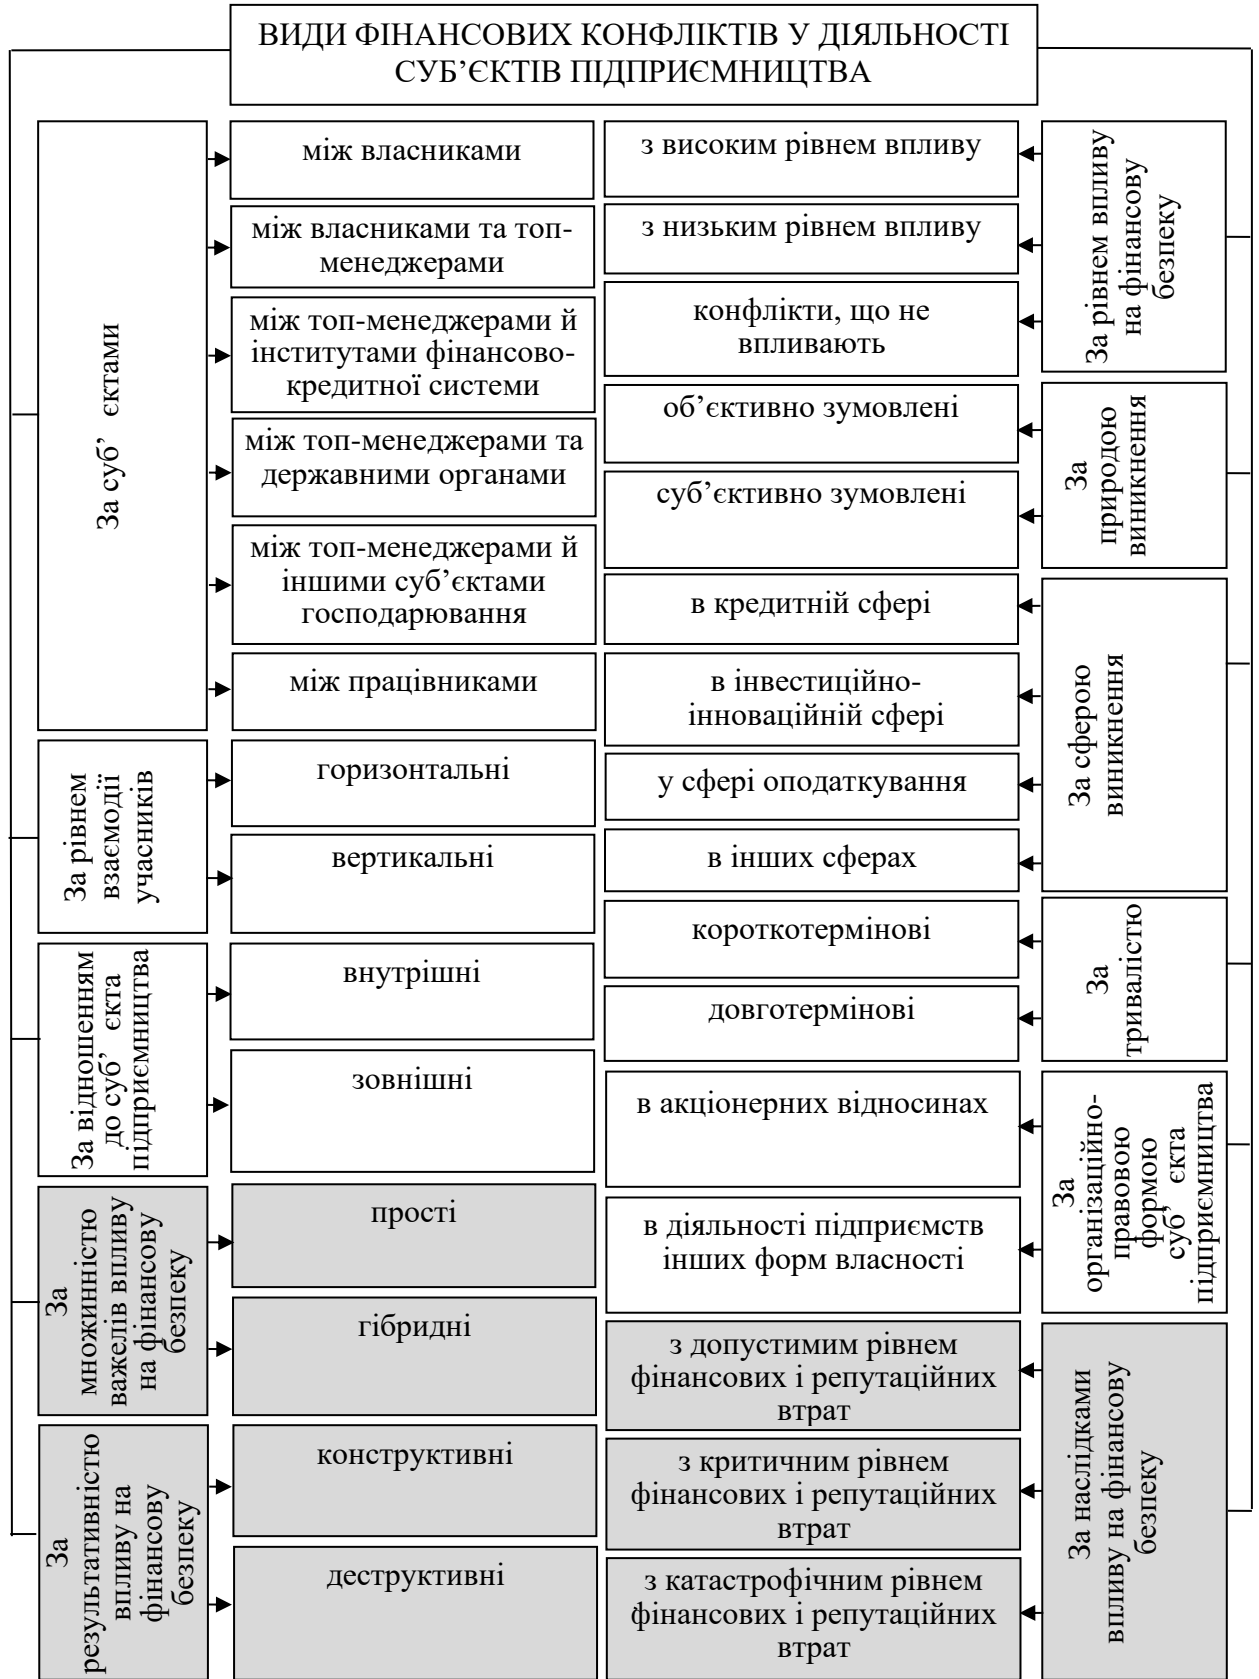 ВИДИ ФІНАНСОВИХ КОНФЛІКТІВ У ДІЯЛЬНОСТІ
СУБ’ЄКТІВ ПІДПРИЄМНИЦТВА
За суб’ єктами
між власниками
між власниками та топ-
менеджерами
між топ-менеджерами й
інститутами фінансово-
кредитної системи
між топ-менеджерами та
державними органами
між топ-менеджерами й
іншими суб’єктами
господарювання
між працівниками
За рівнем
взаємодії
учасників
горизонтальні
вертикальні
За відношенням
до суб’ єкта
підприємництва
внутрішні
зовнішні
За
множинністю
важелів впливу
на фінансову
безпеку
прості
гібридні
За
результативністю
впливу на
фінансову
безпеку
конструктивні
деструктивні
з високим рівнем впливу
з низьким рівнем впливу
конфлікти, що не
впливають
За рівнем впливу
на фінансову
безпеку
об’єктивно зумовлені
суб’єктивно зумовлені
За
природою
виникнення
в кредитній сфері
в інвестиційно-
інноваційній сфері
у сфері оподаткування
в інших сферах
За сферою
виникнення
короткотермінові
довготермінові
За
тривалістю
в акціонерних відносинах
в діяльності підприємств
інших форм власності
За
організаційно-
правовою
формою
суб’ єкта
підприємництва
з допустимим рівнем
фінансових і репутаційних
втрат
з критичним рівнем
фінансових і репутаційних
втрат
з катастрофічним рівнем
фінансових і репутаційних
втрат
За наслідками
впливу на фінансову
безпеку